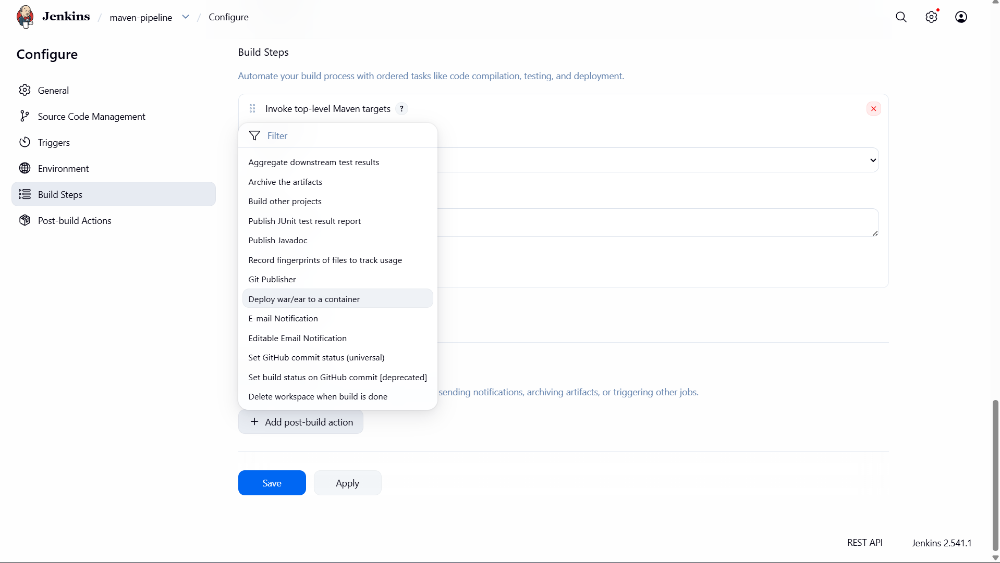 Jenkins / maven-pipeline / Configure
Configure
General
Source Code Management
Triggers
Environment
Build Steps
Post-build Actions
Build Steps
Automate your build process with ordered tasks like code compilation, testing, and deployment.
Invoke top-level Maven targets ?
Filter
Aggregate downstream test results
Archive the artifacts
Build other projects
Publish JUnit test result report
Publish Javadoc
Record fingerprints of files to track usage
Git Publisher
Deploy war/ear to a container
E-mail Notification
Editable Email Notification
Set GitHub commit status (universal)
Set build status on GitHub commit [deprecated]
Delete workspace when build is done
sending notifications, archiving artifacts, or triggering other jobs.
+ Add post-build action
Save
Apply
REST API
Jenkins 2.541.1